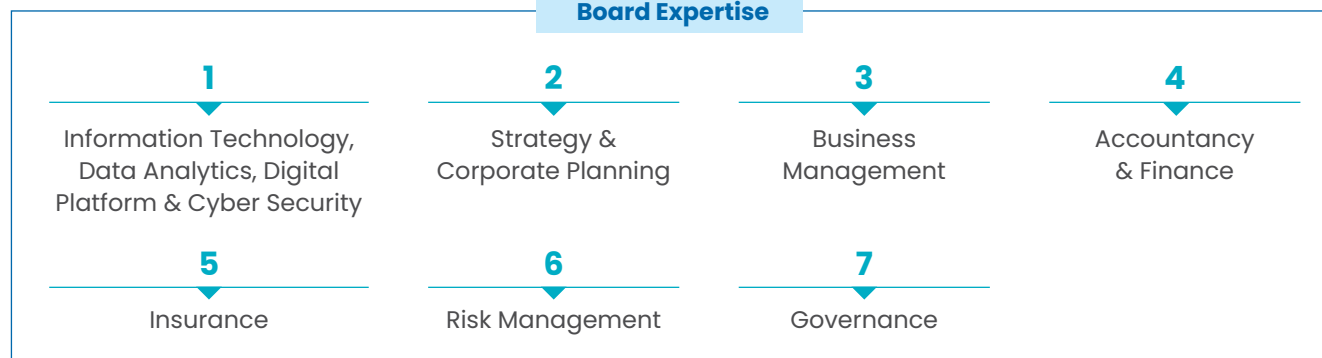 Board Expertise
1
Information Technology,
Data Analytics, Digital
Platform & Cyber Security
2
Strategy &
Corporate Planning
3
Business
Management
4
Accountancy
& Finance
5
Insurance
6
Risk Management
7
Governance